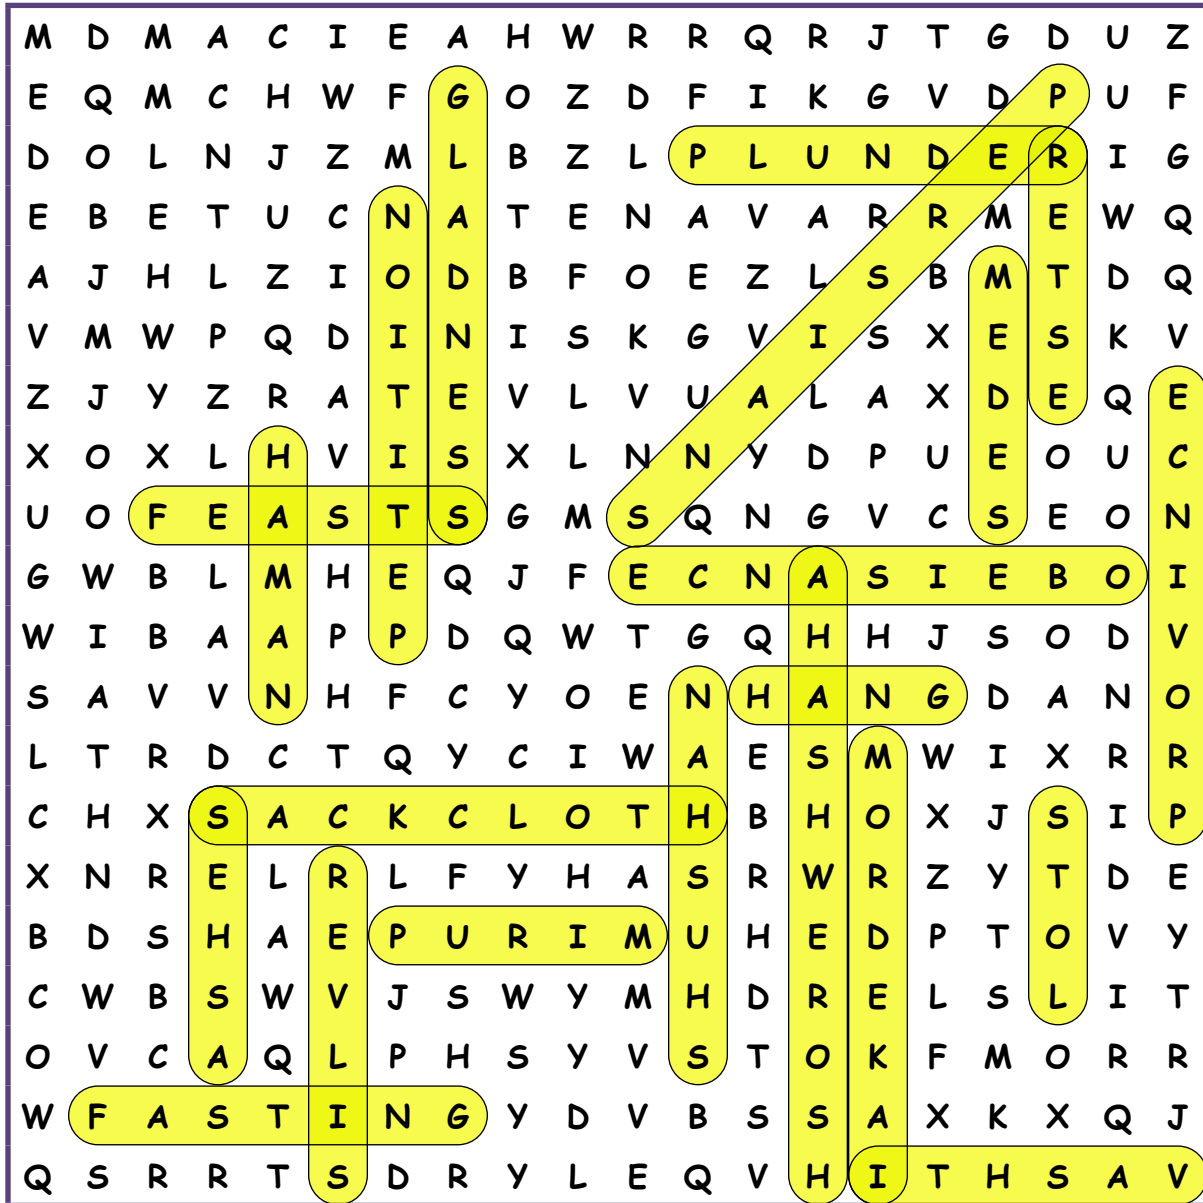 M D M A C I E A H W R R Q R J T G D U Z
E Q M C H W F G O Z D F I K G V D P U F
D O L N J Z M L B Z L P L U N D E R I G
E B E T U C N A T E N A V A R R M E W Q
A J H L Z I O D B F O E Z L S B M T D Q
V M W P Q D I N I S K G V I S X E S K V
Z J Y Z R A T E V L V U A L A X D E Q E
X O X L H V I S X L N N Y D P U E O U C
U O F E A S T S G M S Q N G V C S E O N
G W B L M H E Q J F E C N A S I E B O I
W I B A A P P D Q W T G Q H H J S O D V
S A V V N H F C Y O E N H A N G D A N O
L T R D C T Q Y C I W A E S M W I X R R
C H X S A C K C L O T H B H O X J S I P
X N R E L R L F Y H A S R W R Z Y T D E
B D S H A E P U R I M U H E D P T O V Y
C W B S W V J S W Y M H D R E L S L I T
O V C A Q L P H S Y V S T O K F M O R R
W F A S T I N G Y D V B S S A X K X Q J
Q S R R T S D R Y L E Q V H I T H S A V